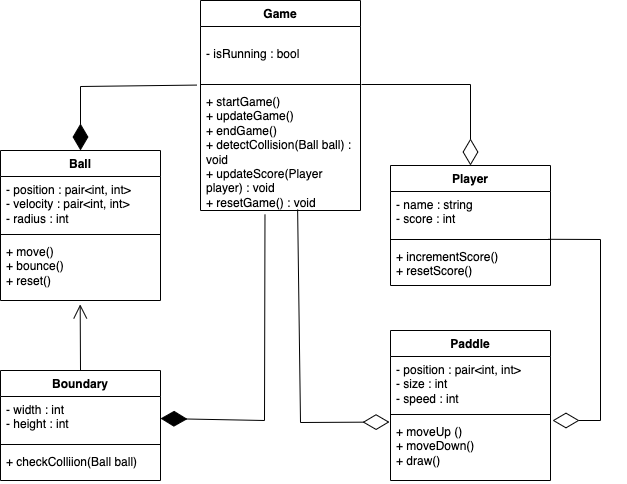 Game
- isRunning : bool
+ startGame()
+ updateGame()
+ endGame()
+ detectCollision(Ball ball) :
void
+ updateScore(Player
player) : void
+ resetGame() : void
Ball
- position : pair<int, int>
- velocity : pair<int, int>
- radius : int
+ move()
+ bounce()
+ reset()
Player
- name : string
- score : int
+ incrementScore()
+ resetScore()
Boundary
- width : int
- height : int
+ checkColliion(Ball ball)
Paddle
- position : pair<int, int>
- size : int
- speed : int
+ moveUp ()
+ moveDown()
+ draw()